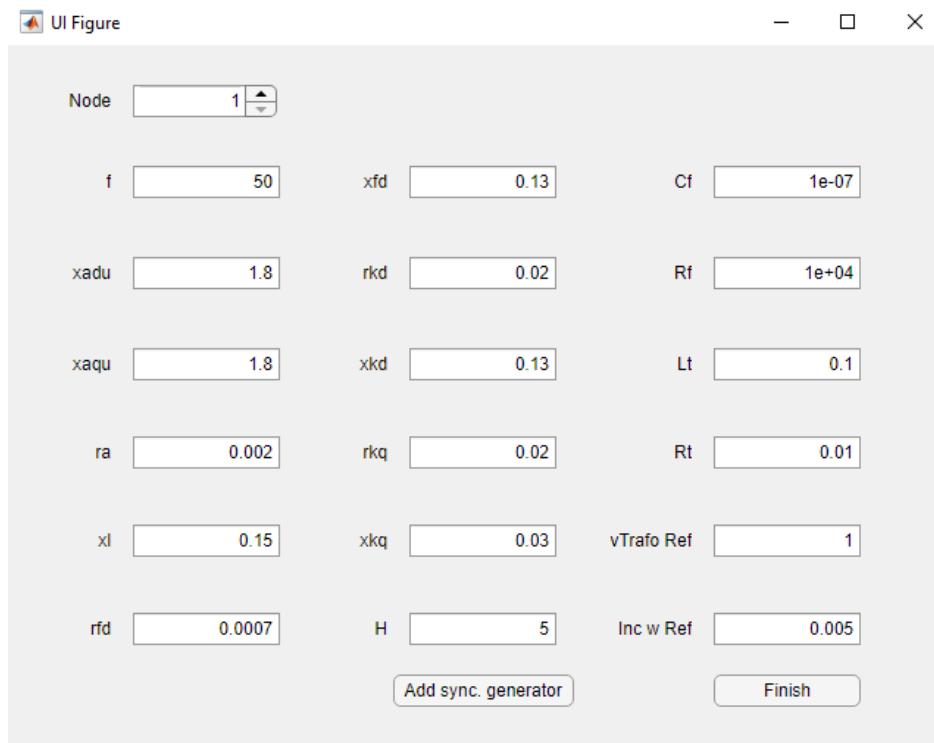 UI Figure
Node 1
f 50 xfd 0.13 Cf 1e-07
xadu 1.8 rkd 0.02 Rf 1e+04
xaqu 1.8 xkd 0.13 Lt 0.1
ra 0.002 rkq 0.02 Rt 0.01
xl 0.15 xkq 0.03 vTrafo Ref 1
rfd 0.0007 H 5 Inc w Ref 0.005
Add sync. generator Finish